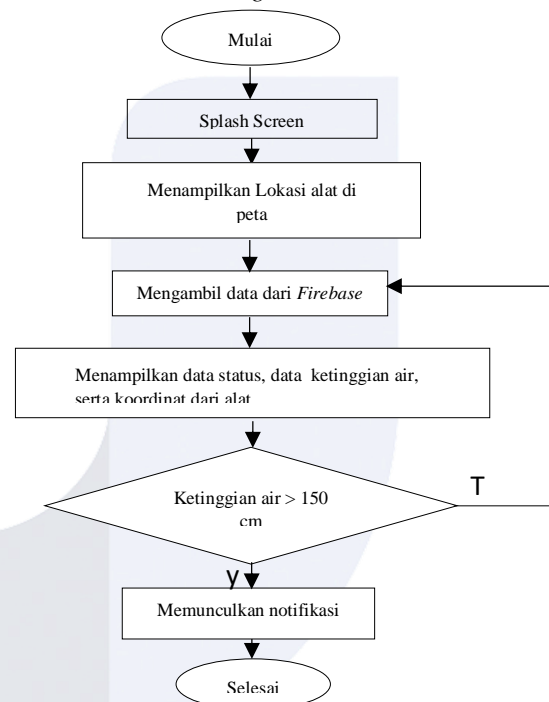 Mulai
Splash Screen
Menampilkan Lokasi alat di
peta
Mengambil data dari Firebase
Menampilkan data status, data ketinggian air,
serta koordinat dari alat
Ketinggian air > 150
cm
T
y
Memunculkan notifikasi
Selesai